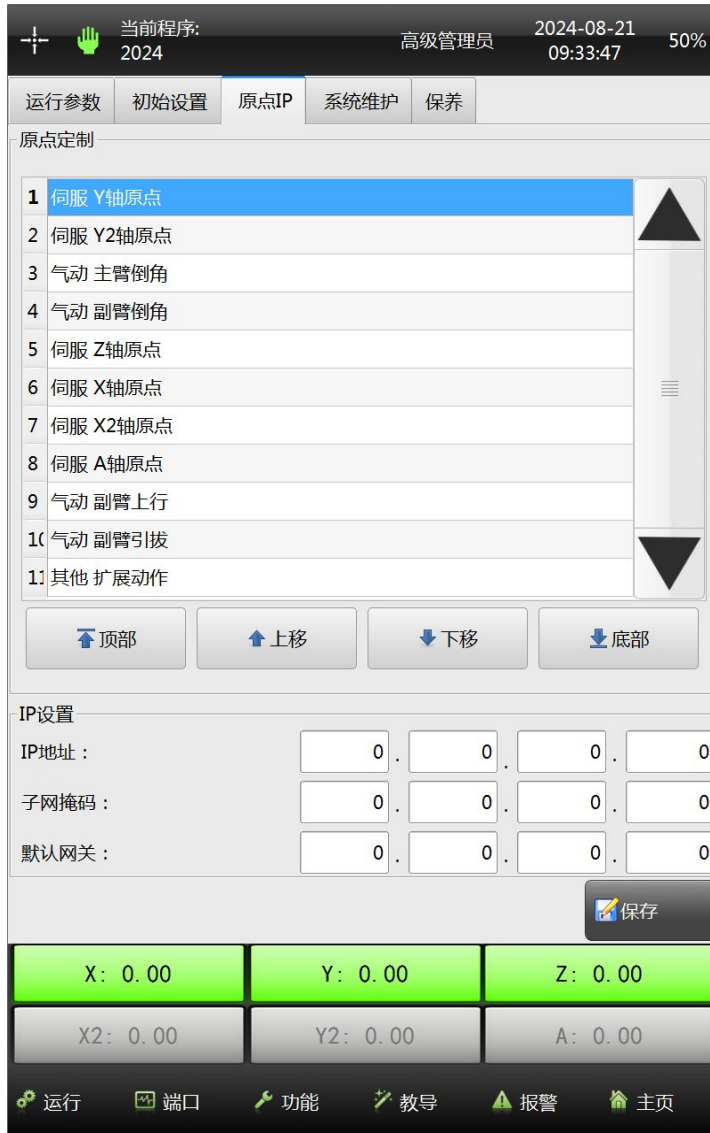 当前程序:
2024
高级管理员
2024-08-21
09:33:47
50%
运行参数 初始设置 原点IP 系统维护 保养
原点定制
1 伺服 Y轴原点
2 伺服 Y2轴原点
3 气动 主臂倒角
4 气动 副臂倒角
5 伺服 Z轴原点
6 伺服 X轴原点
7 伺服 X2轴原点
8 伺服 A轴原点
9 气动 副臂上行
10 气动 副臂引拔
11 其他 扩展动作
顶部 上移 下移 底部
IP设置
IP地址： 0 . 0 . 0 . 0
子网掩码： 0 . 0 . 0 . 0
默认网关： 0 . 0 . 0 . 0
保存
X: 0.00 Y: 0.00 Z: 0.00
X2: 0.00 Y2: 0.00 A: 0.00
运行 端口 功能 教导 报警 主页